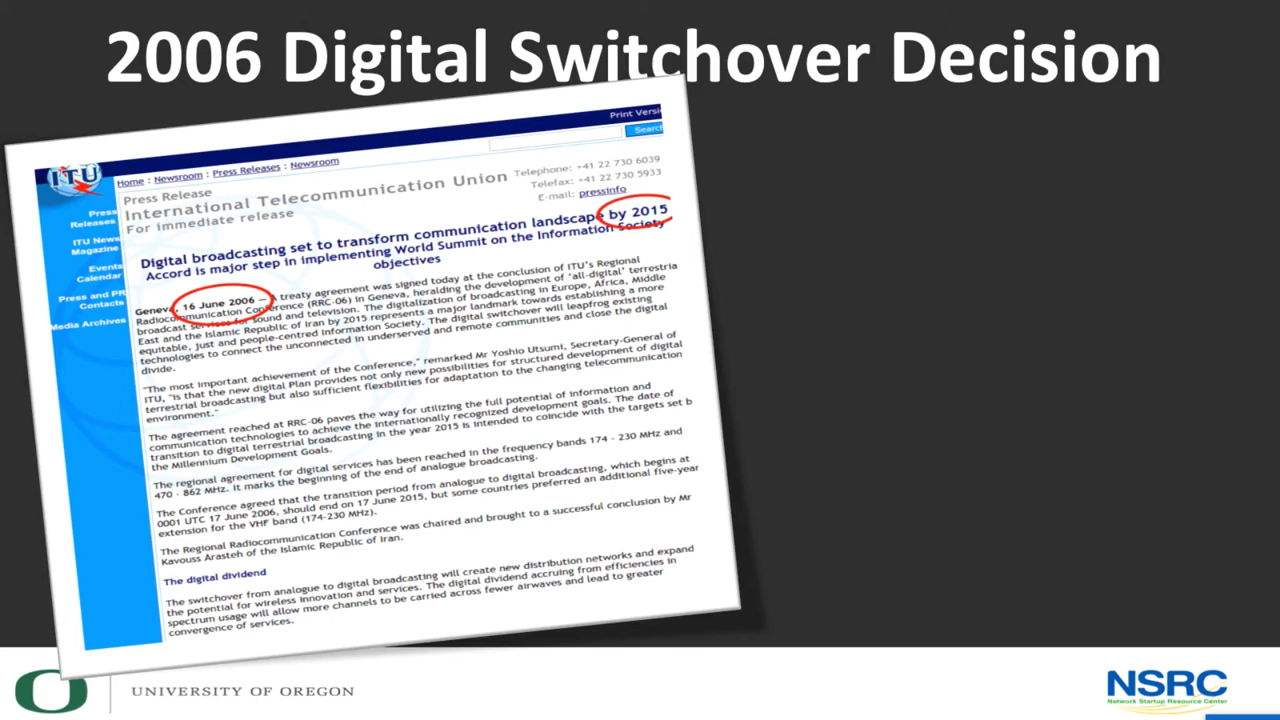 2006 Digital Switchover Decision
Print Versi
Search
ITU
Home : Newsroom : Press Releases : Newsroom
Press Release
International Telecommunication Union
For immediate release
Telephone: +41 22 730 6039
Telefax: +41 22 730 5933
E-mail: pressinfo
Press
Releases
ITU News
Magazine
Events
Calendar
Press and PR
Contacts
Media Archives
Digital broadcasting set to transform communication landscape by 2015
Accord is major step in implementing World Summit on the Information Society
objectives
Geneva, 16 June 2006 — A treaty agreement was signed today at the conclusion of ITU's Regional
Radiocommunication Conference (RRC-06) in Geneva, heralding the development of 'all-digital' terrestria
broadcast services for sound and television. The digitalization of broadcasting in Europe, Africa, Middle
East and the Islamic Republic of Iran by 2015 represents a major landmark towards establishing a more
equitable, just and people-centred Information Society. The digital switchover will leapfrog existing
technologies to connect the unconnected in underserved and remote communities and close the digital
divide.
"The most important achievement of the Conference," remarked Mr Yoshio Utsumi, Secretary-General of
ITU, "is that the new digital Plan provides not only new possibilities for structured development of digital
terrestrial broadcasting but also sufficient flexibilities for adaptation to the changing telecommunication
environment."
The agreement reached at RRC-06 paves the way for utilizing the full potential of information and
communication technologies to achieve the internationally recognized development goals. The date of
transition to digital terrestrial broadcasting in the year 2015 is intended to coincide with the targets set b
the Millennium Development Goals.
The regional agreement for digital services has been reached in the frequency bands 174 - 230 MHz and
470 - 862 MHz. It marks the beginning of the end of analogue broadcasting.
The Conference agreed that the transition period from analogue to digital broadcasting, which begins at
0001 UTC 17 June 2006, should end on 17 June 2015, but some countries preferred an additional five-year
extension for the VHF band (174-230 MHz).
The Regional Radiocommunication Conference was chaired and brought to a successful conclusion by Mr
Kavouss Arasteh of the Islamic Republic of Iran.
The digital dividend
The switchover from analogue to digital broadcasting will create new distribution networks and expand
the potential for wireless innovation and services. The digital dividend accruing from efficiencies in
spectrum usage will allow more channels to be carried across fewer airwaves and lead to greater
convergence of services.
O
UNIVERSITY OF OREGON
NSRC
Network Startup Resource Center